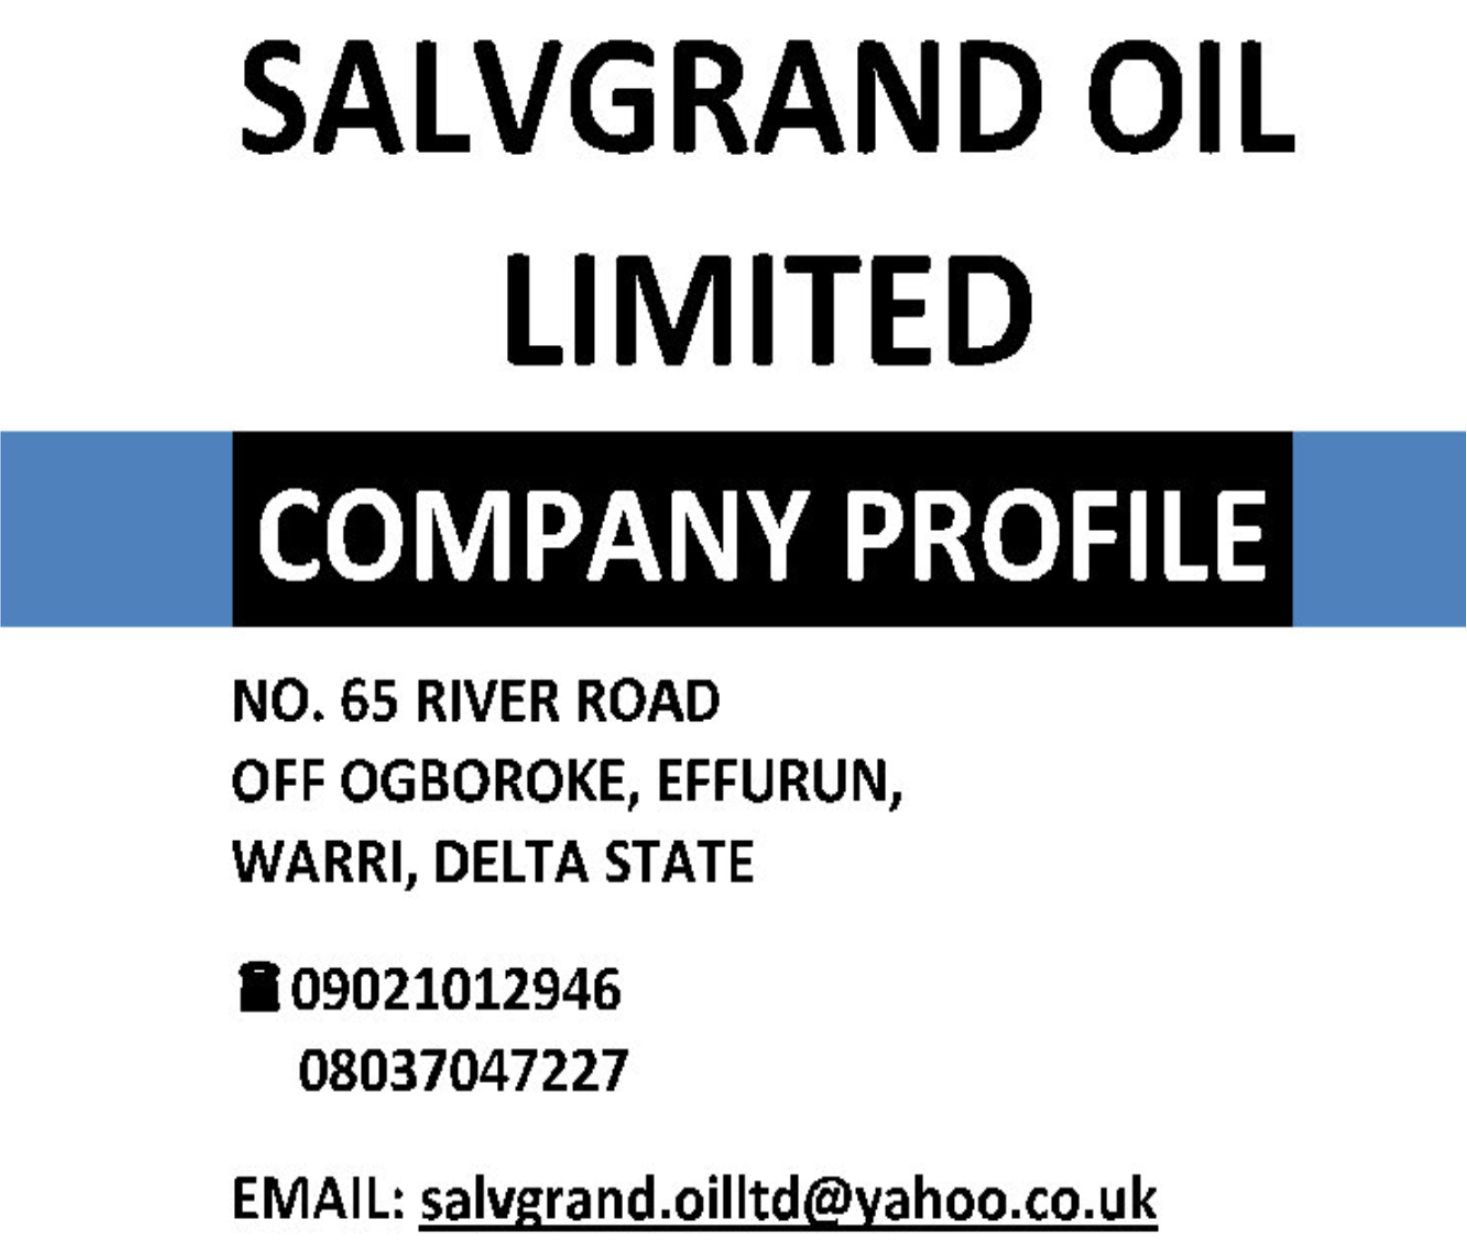 SALVGRAND OIL
LIMITED
COMPANY PROFILE
NO. 65 RIVER ROAD
OFF OGBOROKE, EFFURUN,
WARRI, DELTA STATE
09021012946
08037047227
EMAIL: salvgrand.oilltd@yahoo.co.uk